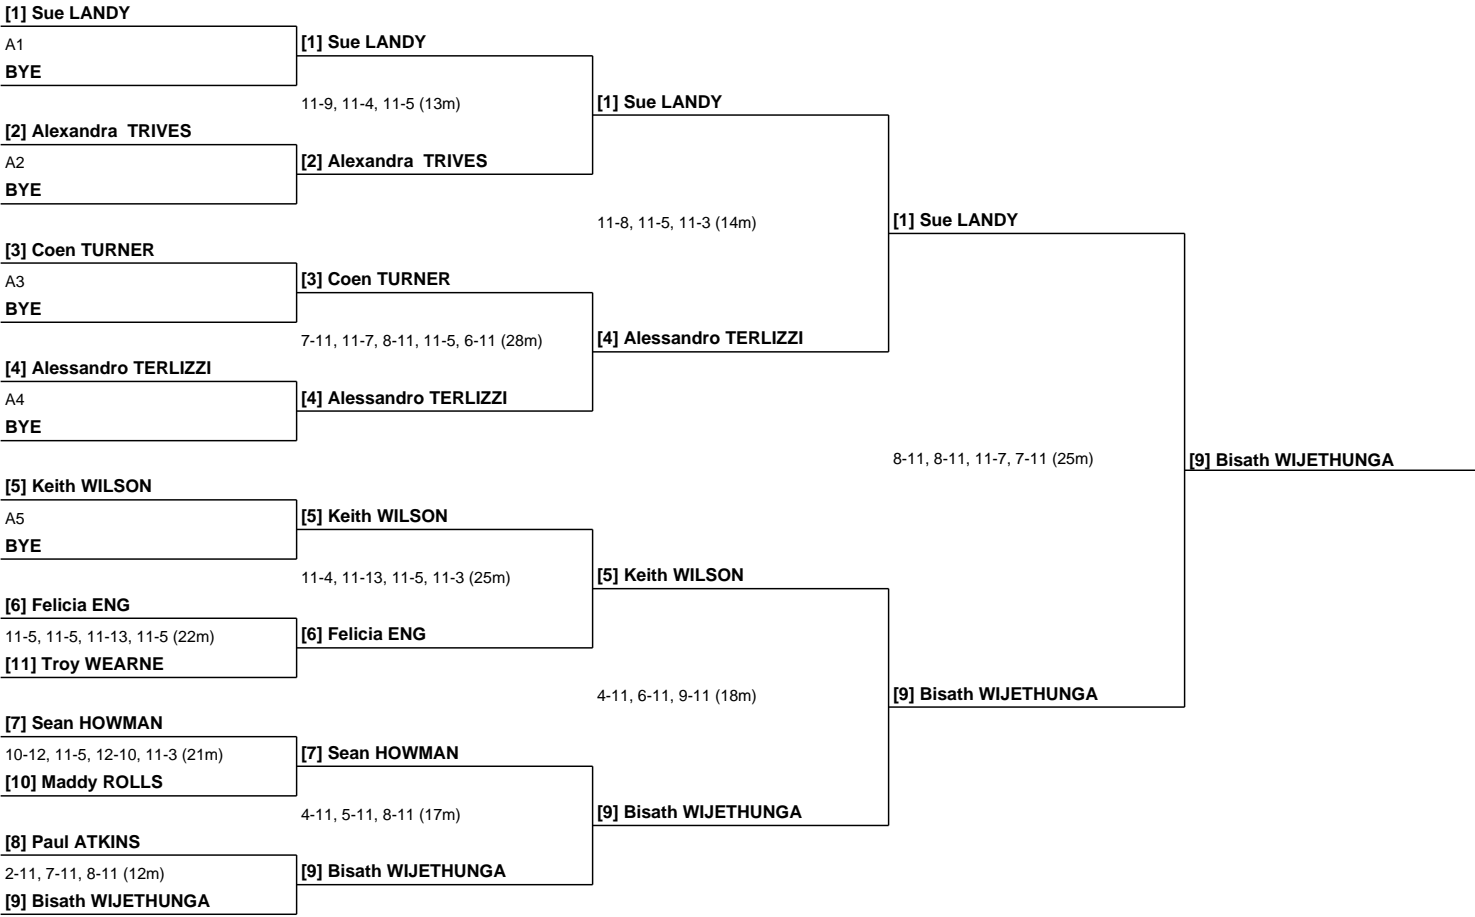 [1] Sue LANDY
A1
BYE
[2] Alexandra  TRIVES
A2
BYE
[3] Coen TURNER
A3
BYE
[4] Alessandro TERLIZZI
A4
BYE
[5] Keith WILSON
A5
BYE
[6] Felicia ENG
11-5, 11-5, 11-13, 11-5 (22m)
[11] Troy WEARNE
[7] Sean HOWMAN
10-12, 11-5, 12-10, 11-3 (21m)
[10] Maddy ROLLS
[8] Paul ATKINS
2-11, 7-11, 8-11 (12m)
[9] Bisath WIJETHUNGA
[1] Sue LANDY
11-9, 11-4, 11-5 (13m)
[2] Alexandra  TRIVES
[3] Coen TURNER
7-11, 11-7, 8-11, 11-5, 6-11 (28m)
[4] Alessandro TERLIZZI
[5] Keith WILSON
11-4, 11-13, 11-5, 11-3 (25m)
[6] Felicia ENG
[7] Sean HOWMAN
4-11, 5-11, 8-11 (17m)
[9] Bisath WIJETHUNGA
[1] Sue LANDY
11-8, 11-5, 11-3 (14m)
[4] Alessandro TERLIZZI
[5] Keith WILSON
4-11, 6-11, 9-11 (18m)
[9] Bisath WIJETHUNGA
[1] Sue LANDY
8-11, 8-11, 11-7, 7-11 (25m)
[9] Bisath WIJETHUNGA
[9] Bisath WIJETHUNGA